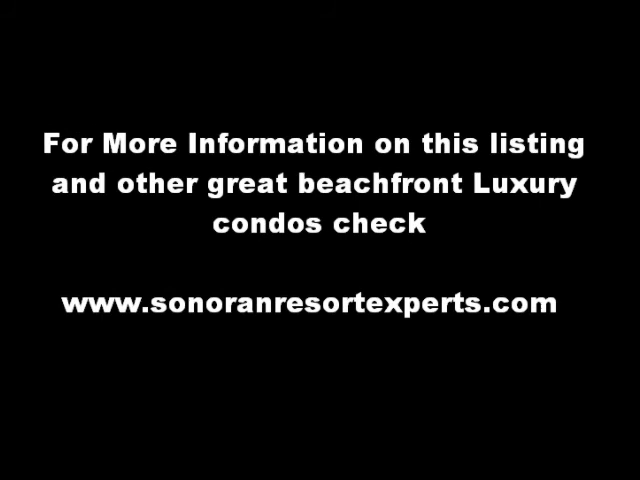 For More Information on this listing
and other great beachfront Luxury
condos check
www.sonoranresortexperts.com